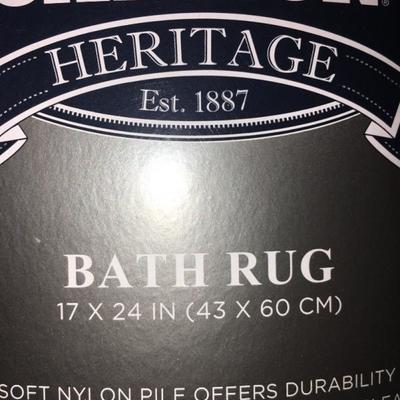 HERITAGE
Est. 1887
BATH RUG
17 X 24 IN (43 X 60 CM)
SOFT NYLON PILE OFFERS DURABILITY